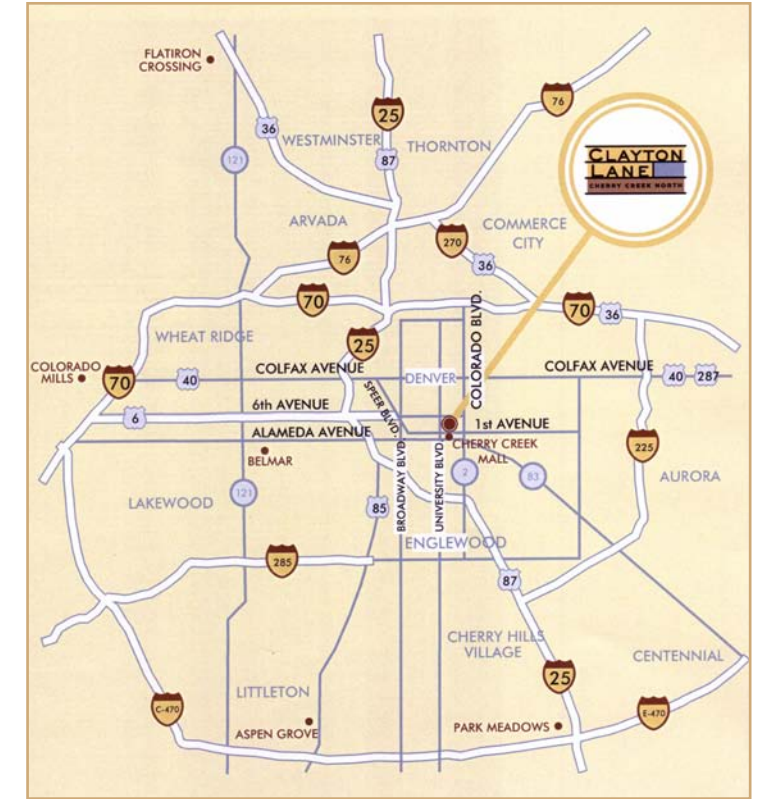 FLATIRON
CROSSING
36
25
76
WESTMINSTER
THORNTON
87
121
CLAYTON
LANE
CHERRY CREEK NORTH
ARVADA
COMMERCE
CITY
76
270
36
70
70
36
WHEAT RIDGE
25
COLORADO BLVD.
COLORADO
MILLS
70
40
COLFAX AVENUE
DENVER
COLFAX AVENUE
40
287
SPEER BLVD.
6
6th AVENUE
1st AVENUE
ALAMEDA AVENUE
BELMAR
CHERRY CREEK
MALL
225
BROADWAY BLVD.
UNIVERSITY BLVD.
2
83
AURORA
LAKEWOOD
121
85
ENGLEWOOD
285
87
CHERRY HILLS
VILLAGE
CENTENNIAL
25
LITTLETON
C-470
ASPEN GROVE
PARK MEADOWS
E-470